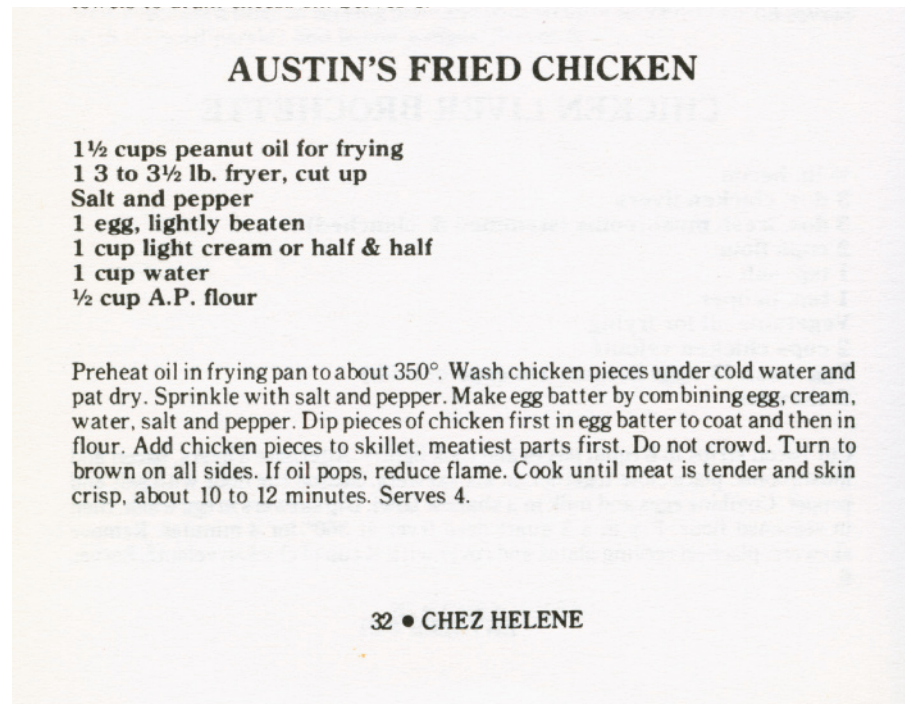 AUSTIN'S FRIED CHICKEN
1½ cups peanut oil for frying
1 3 to 3½ lb. fryer, cut up
Salt and pepper
1 egg, lightly beaten
1 cup light cream or half & half
1 cup water
½ cup A.P. flour
Preheat oil in frying pan to about 350°. Wash chicken pieces under cold water and
pat dry. Sprinkle with salt and pepper. Make egg batter by combining egg, cream,
water, salt and pepper. Dip pieces of chicken first in egg batter to coat and then in
flour. Add chicken pieces to skillet, meatiest parts first. Do not crowd. Turn to
brown on all sides. If oil pops, reduce flame. Cook until meat is tender and skin
crisp, about 10 to 12 minutes. Serves 4.
32 ● CHEZ HELENE